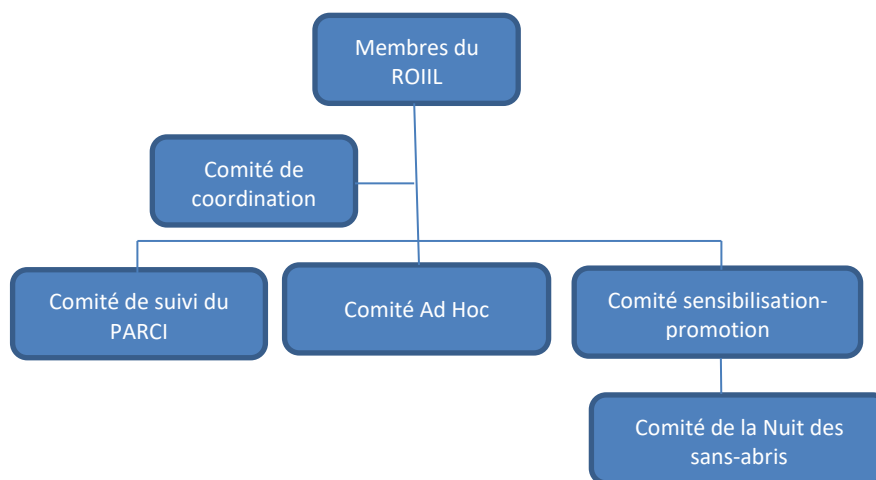 Membres du
ROIIL
Comité de
coordination
Comité de suivi du
PARCI
Comité Ad Hoc
Comité sensibilisation-
promotion
Comité de la Nuit des
sans-abris